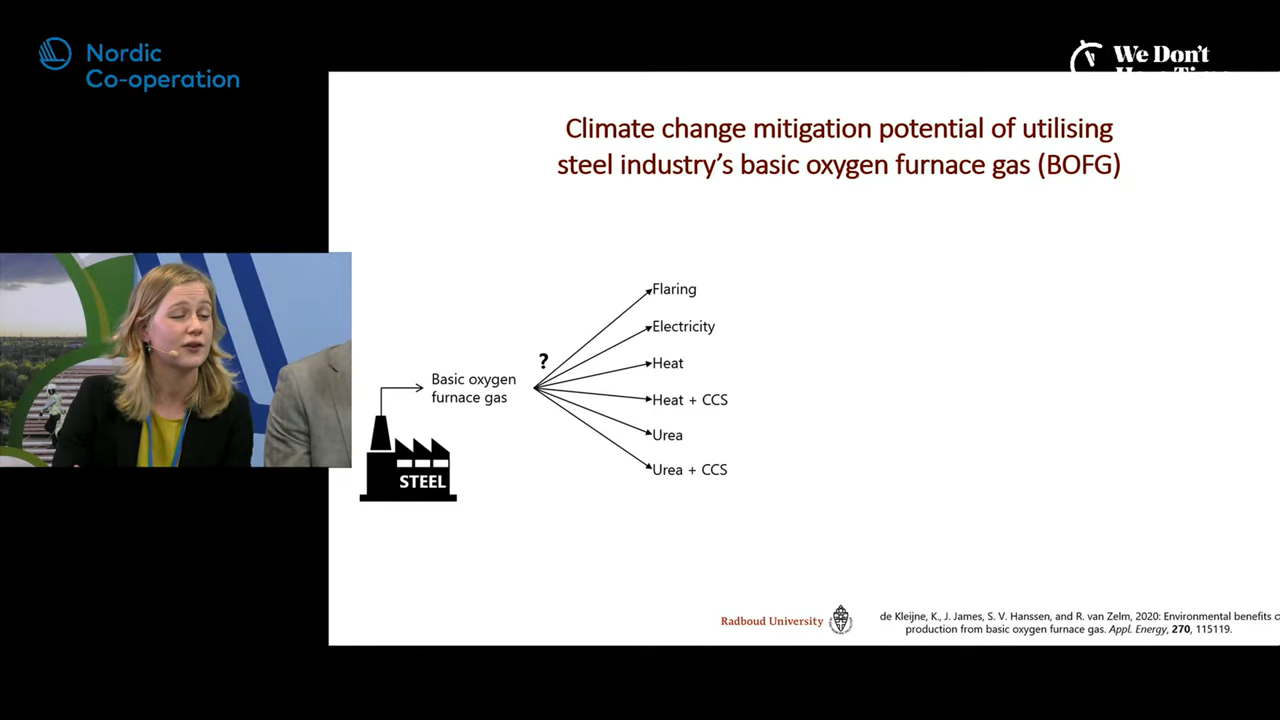 Nordic
Co-operation
We Don't
Climate change mitigation potential of utilising
steel industry's basic oxygen furnace gas (BOFG)
Flaring
Electricity
?
Heat
Basic oxygen
furnace gas
Heat + CCS
Urea
Urea + CCS
STEEL
Radboud University
de Kleijne, K., J. James, S. V. Hanssen, and R. van Zelm, 2020: Environmental benefits
production from basic oxygen furnace gas. Appl. Energy, 270, 115119.